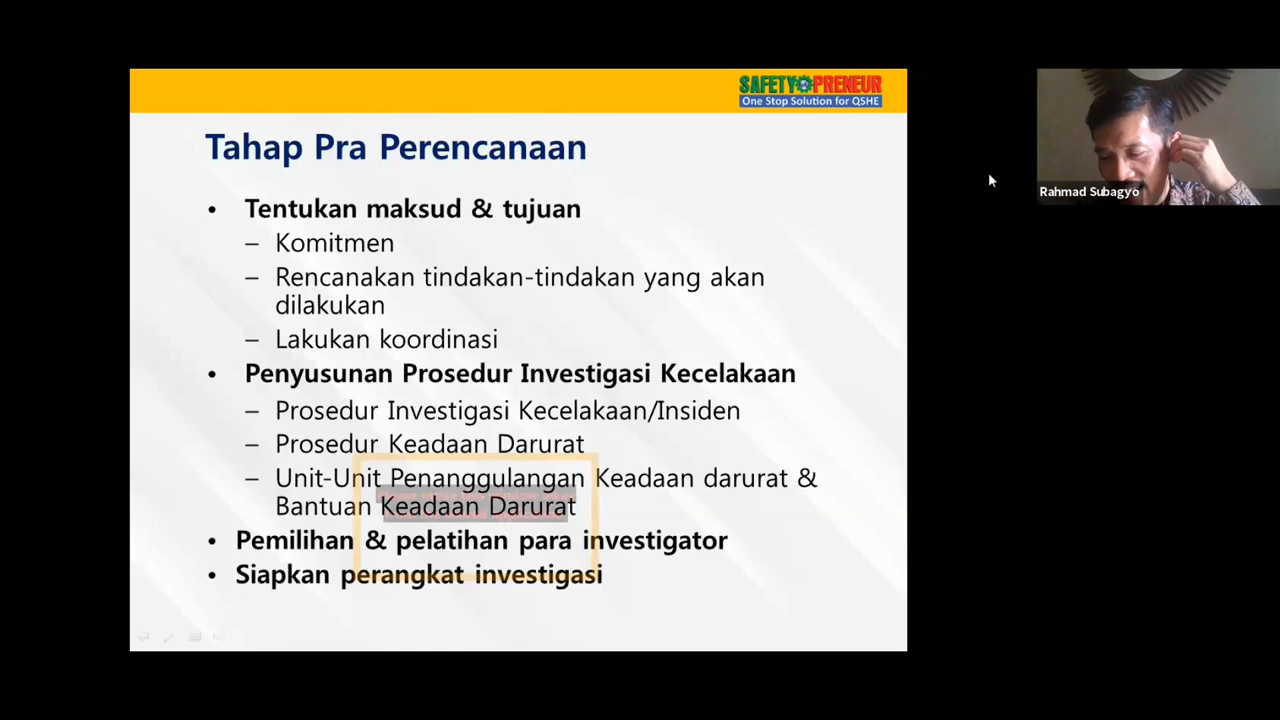 SAFETY PRENEUR
One Stop Solution for QSHE
Tahap Pra Perencanaan
• Tentukan maksud & tujuan
– Komitmen
– Rencanakan tindakan-tindakan yang akan
dilakukan
– Lakukan koordinasi
• Penyusunan Prosedur Investigasi Kecelakaan
– Prosedur Investigasi Kecelakaan/Insiden
– Prosedur Keadaan Darurat
– Unit-Unit Penanggulangan Keadaan darurat &
Bantuan Keadaan Darurat
• Pemilihan & pelatihan para investigator
• Siapkan perangkat investigasi
Rahmad Subagyo